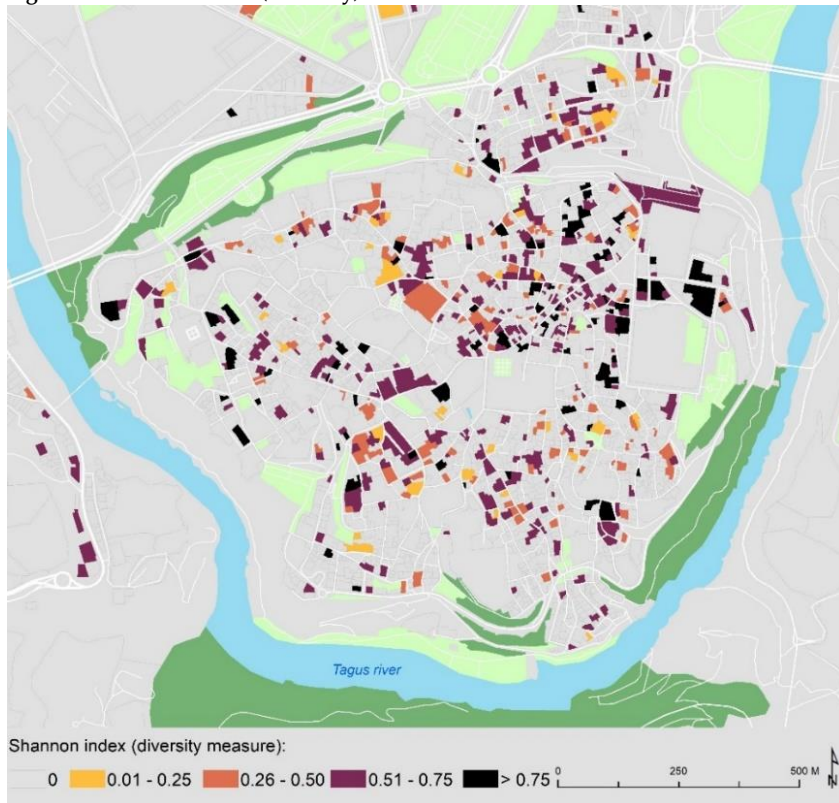 Tagus river
Shannon index (diversity measure):
0 0.01 - 0.25 0.26 - 0.50 0.51 - 0.75 > 0.75
0 250 500 M
N